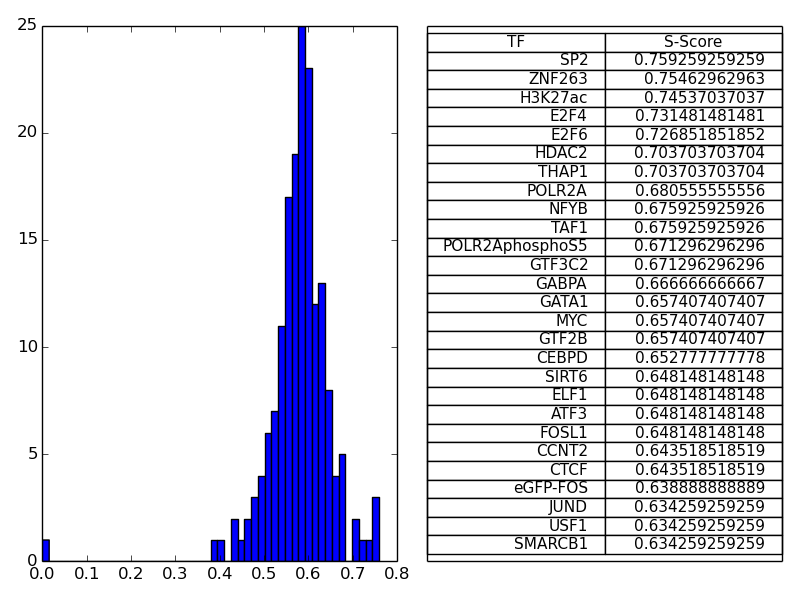 25
20
15
10
5
0
0.0 0.1 0.2 0.3 0.4 0.5 0.6 0.7 0.8
TF S-Score
SP2 0.759259259259
ZNF263 0.75462962963
H3K27ac 0.74537037037
E2F4 0.731481481481
E2F6 0.726851851852
HDAC2 0.703703703704
THAP1 0.703703703704
POLR2A 0.680555555556
NFYB 0.675925925926
TAF1 0.675925925926
POLR2AphosphoS5 0.671296296296
GTF3C2 0.671296296296
GABPA 0.666666666667
GATA1 0.657407407407
MYC 0.657407407407
GTF2B 0.657407407407
CEBPD 0.652777777778
SIRT6 0.648148148148
ELF1 0.648148148148
ATF3 0.648148148148
FOSL1 0.648148148148
CCNT2 0.643518518519
CTCF 0.643518518519
eGFP-FOS 0.638888888889
JUND 0.634259259259
USF1 0.634259259259
SMARCB1 0.634259259259